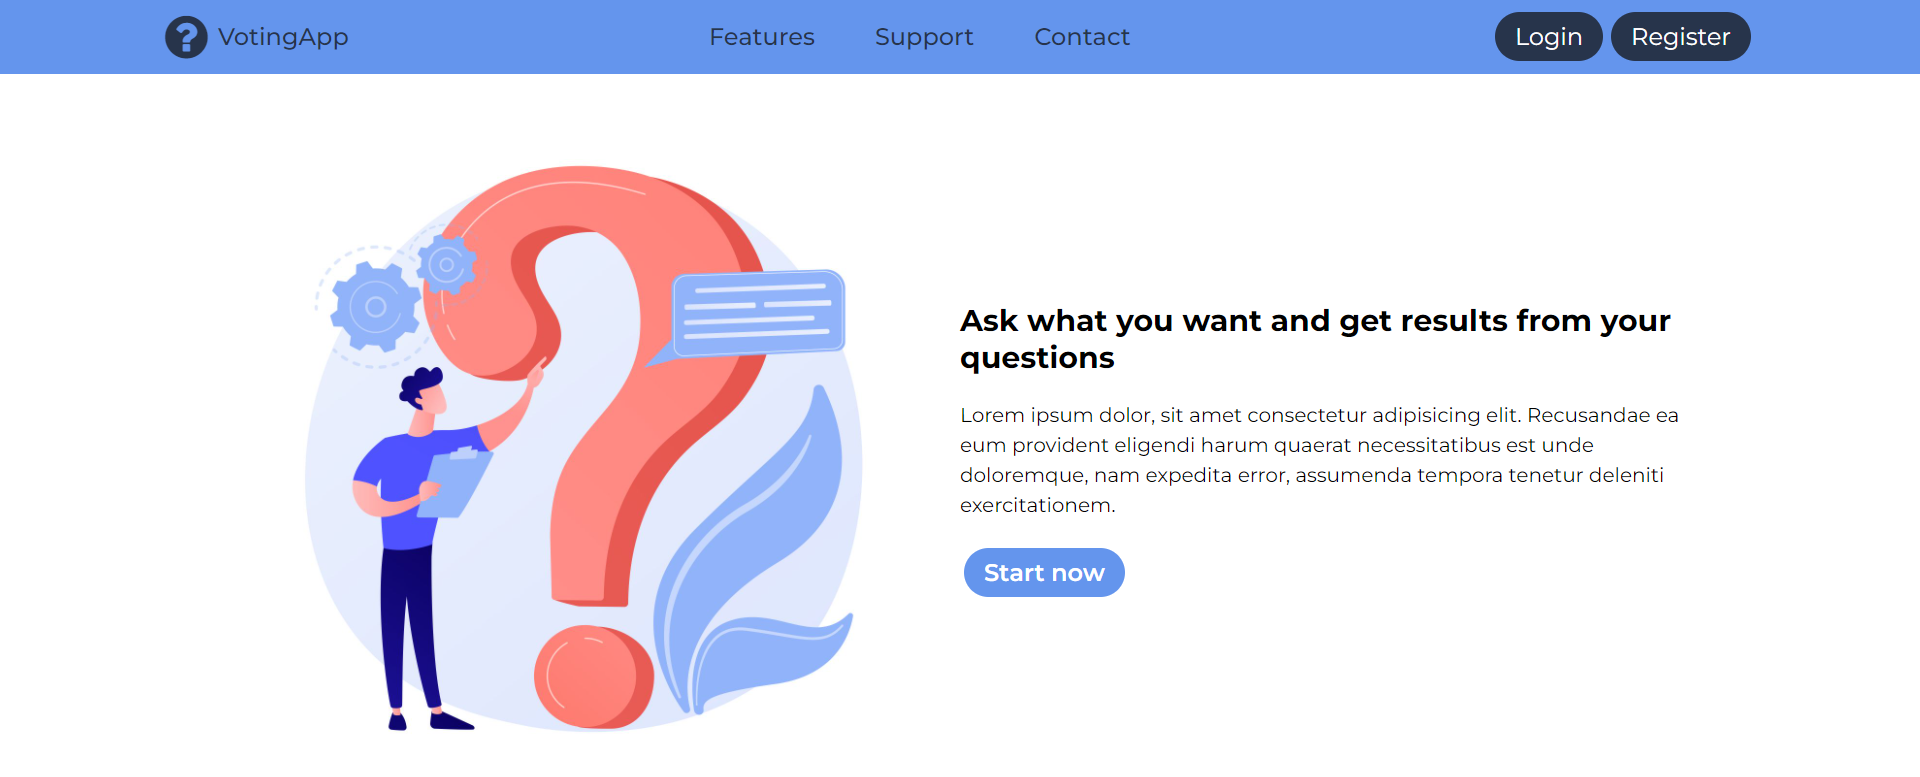 VotingApp
Features
Support
Contact
Login
Register
Ask what you want and get results from your
questions
Lorem ipsum dolor, sit amet consectetur adipisicing elit. Recusandae ea
eum provident eligendi harum quaerat necessitatibus est unde
doloremque, nam expedita error, assumenda tempora tenetur deleniti
exercitationem.
Start now